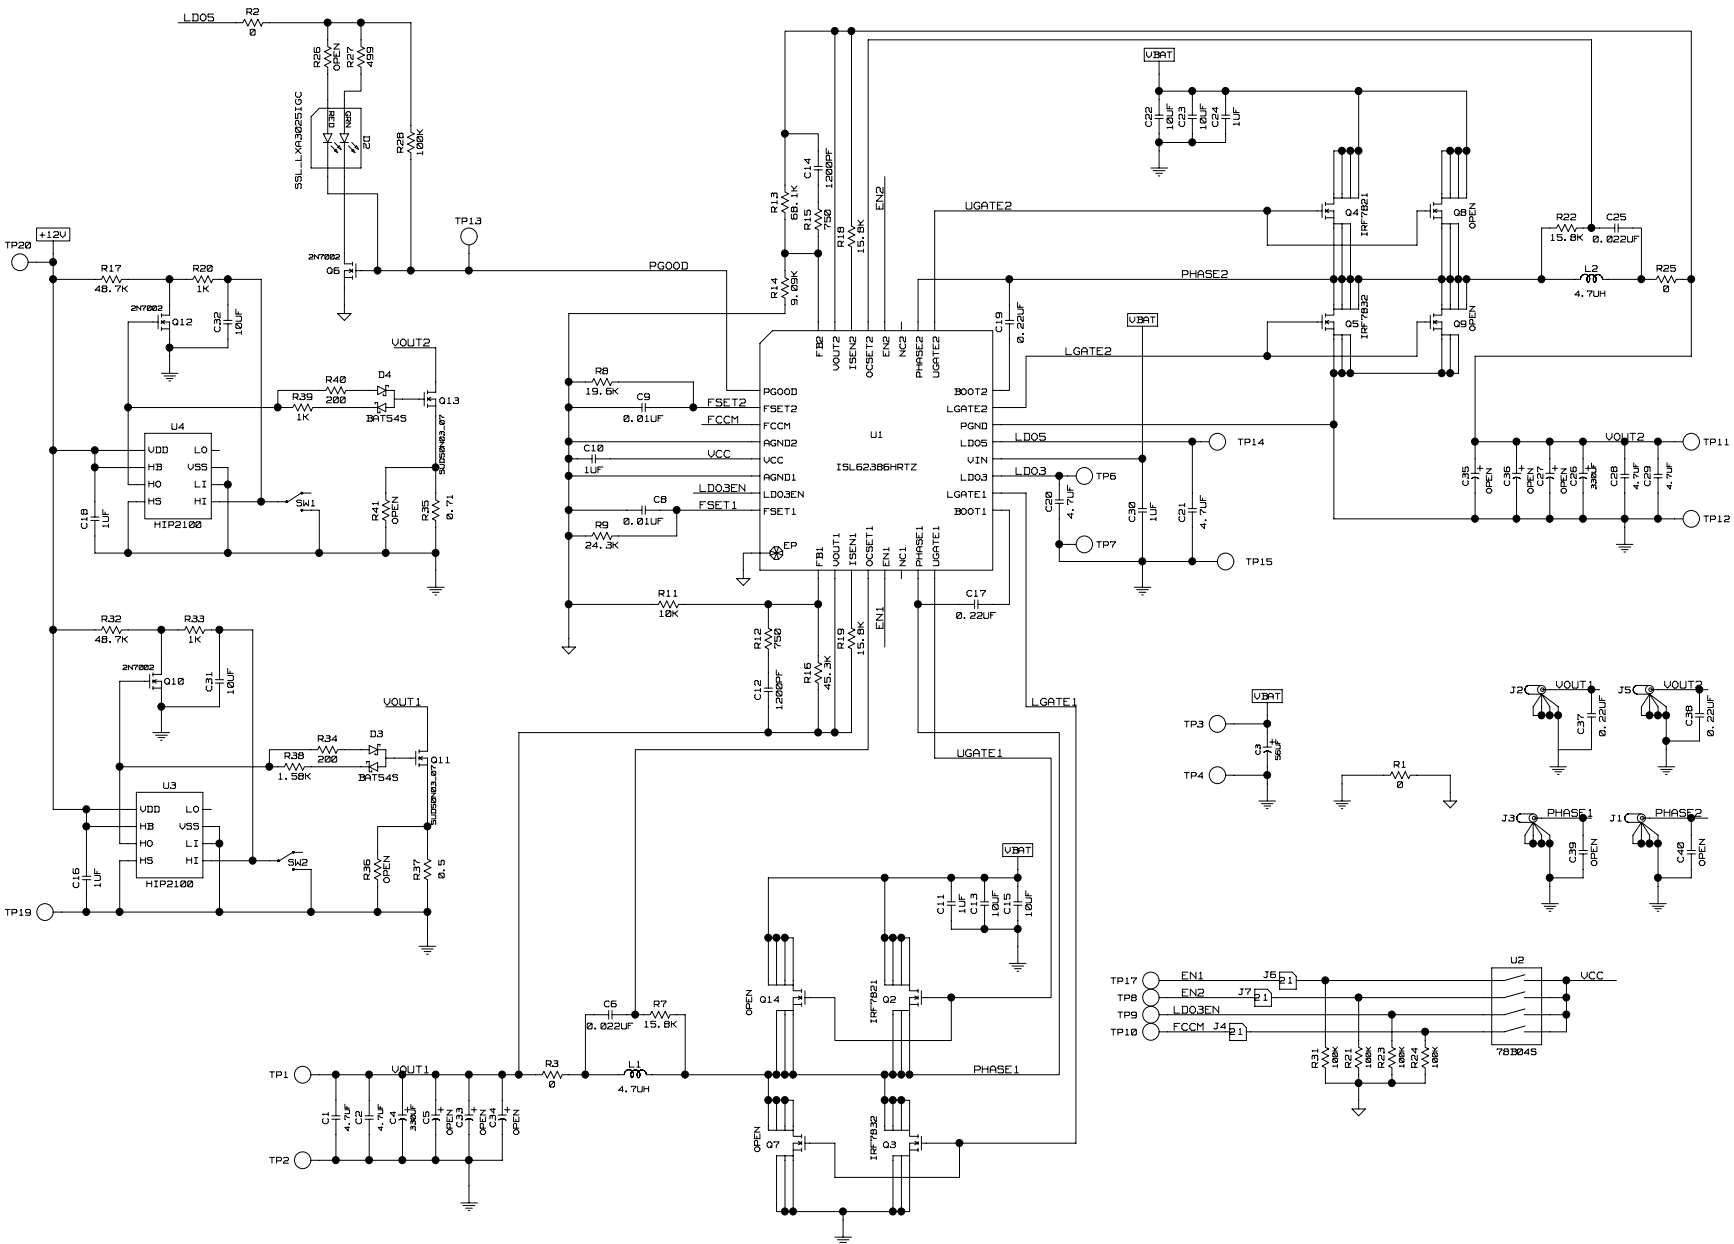 LDO5
R2
0
R26
OPEN
R27
499
RED
GRN
D2
SSL_LXA3025IGC
R28
100K
2N7002
Q6
TP13
PGOOD
TP20
+12V
R17
48.7K
R20
1K
2N7002
Q12
C32
10UF
VOUT2
R40
200
D4
R39
1K
BAT54S
Q13
SUD50N03_07
U4
VDD
HB
HO
HS
LO
VSS
LI
HI
HIP2100
C18
1UF
SW1
R41
OPEN
R35
0.71
R32
48.7K
R33
1K
2N7002
Q10
C31
10UF
VOUT1
R34
200
D3
R38
1.58K
BAT54S
Q11
SUD50N03_07
U3
VDD
HB
HO
HS
LO
VSS
LI
HI
HIP2100
C16
1UF
SW2
R36
OPEN
R37
0.5
TP19
R13
68.1K
C14
1200PF
R15
750
R18
15.8K
EN2
R14
9.09K
UGATE2
PHASE2
C19
0.22UF
LGATE2
R8
19.6K
C9
0.01UF
FSET2
FCCM
C10
1UF
VCC
LDO3EN
C8
0.01UF
FSET1
R9
24.3K
FB2
VOUT2
ISEN2
OCSET2
EN2
NC2
PHASE2
UGATE2
PGOOD
FSET2
FCCM
AGND2
VCC
AGND1
LDO3EN
FSET1
U1
ISL62386HRTZ
BOOT2
LGATE2
PGND
LDO5
VIN
LDO3
LGATE1
BOOT1
EP
FB1
VOUT1
ISEN1
OCSET1
EN1
NC1
PHASE1
UGATE1
LDO5
LDO3
TP14
TP6
C20
4.7UF
TP7
C30
1UF
C21
4.7UF
TP15
VBAT
VBAT
C22
10UF
C23
10UF
C24
1UF
Q4
IRF7821
Q8
OPEN
Q5
IRF7832
Q9
OPEN
R22
15.8K
C25
0.022UF
L2
4.7UH
R25
0
VOUT2
TP11
C35
OPEN
C36
OPEN
C27
OPEN
C26
330UF
C28
4.7UF
C29
4.7UF
TP12
R11
10K
R12
750
C12
1200PF
R16
45.3K
R19
15.8K
EN1
C17
0.22UF
LGATE1
UGATE1
VBAT
TP3
C3
56UF
TP4
R1
0
J2
VOUT1
C37
0.22UF
J5
VOUT2
C38
0.22UF
J3
PHASE1
C39
OPEN
J1
PHASE2
C40
OPEN
VBAT
C11
1UF
C13
10UF
C15
10UF
OPEN
Q14
Q2
IRF7821
C6
0.022UF
R7
15.8K
R3
0
L1
4.7UH
PHASE1
OPEN
Q7
Q3
IRF7832
TP1
VOUT1
C1
4.7UF
C2
4.7UF
C4
330UF
C5
OPEN
C33
OPEN
C34
OPEN
TP2
TP17
EN1
J6
21
TP8
EN2
J7
21
TP9
LDO3EN
TP10
FCCM
J4
21
U2
VCC
78B04S
R31
100K
R21
100K
R23
100K
R24
100K